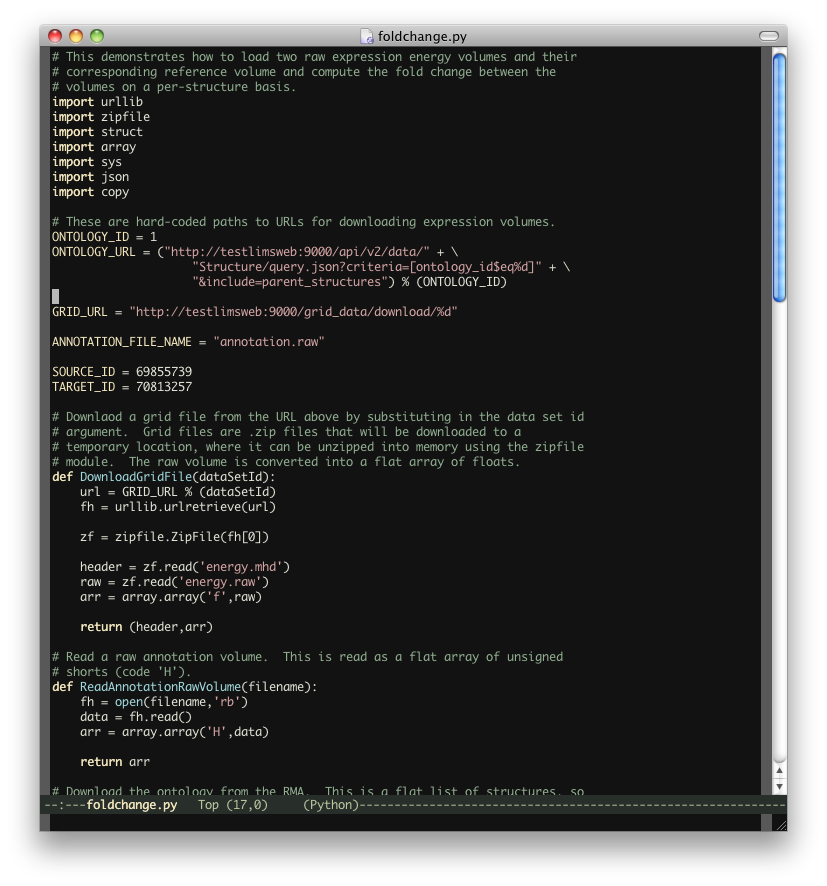 foldchange.py
# This demonstrates how to load two raw expression energy volumes and their
# corresponding reference volume and compute the fold change between the
# volumes on a per-structure basis.
import urllib
import zipfile
import struct
import array
import sys
import json
import copy
# These are hard-coded paths to URLs for downloading expression volumes.
ONTOLOGY_ID = 1
ONTOLOGY_URL = ("http://testlimsweb:9000/api/v2/data/" + \
                    "Structure/query.json?criteria=[ontology_id$eq%d]" + \
                    "&include=parent_structures") % (ONTOLOGY_ID)
GRID_URL = "http://testlimsweb:9000/grid_data/download/%d"
ANNOTATION_FILE_NAME = "annotation.raw"
SOURCE_ID = 69855739
TARGET_ID = 70813257
# Downlaod a grid file from the URL above by substituting in the data set id
# argument.  Grid files are .zip files that will be downloaded to a
# temporary location, where it can be unzipped into memory using the zipfile
# module.  The raw volume is converted into a flat array of floats.
def DownloadGridFile(dataSetId):
    url = GRID_URL % (dataSetId)
    fh = urllib.urlretrieve(url)
    zf = zipfile.ZipFile(fh[0])
    header = zf.read('energy.mhd')
    raw = zf.read('energy.raw')
    arr = array.array('f',raw)
    return (header,arr)
# Read a raw annotation volume.  This is read as a flat array of unsigned
# shorts (code 'H').
def ReadAnnotationRawVolume(filename):
    fh = open(filename,'rb')
    data = fh.read()
    arr = array.array('H',data)
    return arr
# Download the ontology from the RMA.  This is a flat list of structures, so
--:---foldchange.py   Top (17,0)     (Python)-------------------------------------------------------------